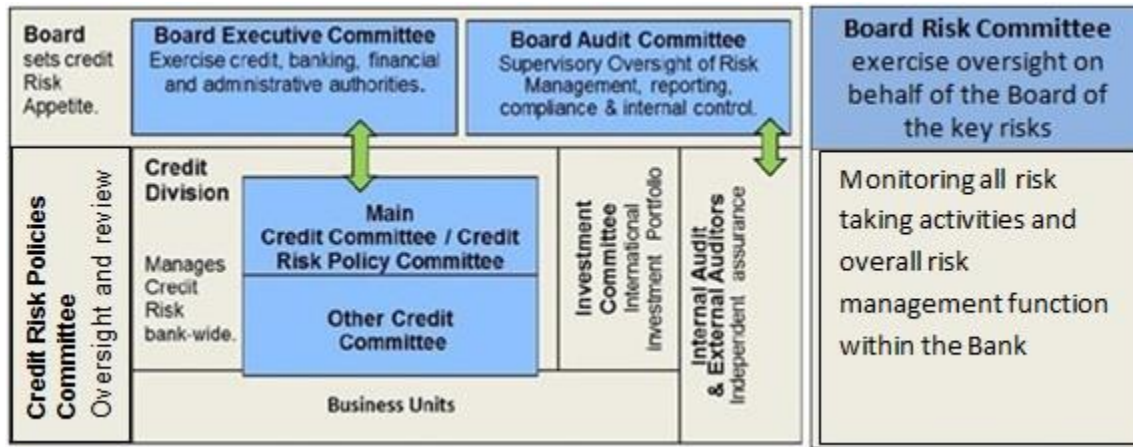 Board
sets credit
Risk
Appetite.
Board Executive Committee
Exercise credit, banking, financial
and administrative authorities.
Board Audit Committee
Supervisory Oversight of Risk
Management, reporting,
compliance & internal control.
Board Risk Committee
exercise oversight on
behalf of the Board of
the key risks
Credit Risk Policies
Committee
Oversight and review
Credit
Division
Manages
Credit
Risk
bank-wide.
Main
Credit Committee / Credit
Risk Policy Committee
Other Credit
Committee
Investment
Committee
International
Investment Portfolio
Internal Audit
& External Auditors
Independent assurance
Business Units
Monitoring all risk
taking activities and
overall risk
management function
within the Bank